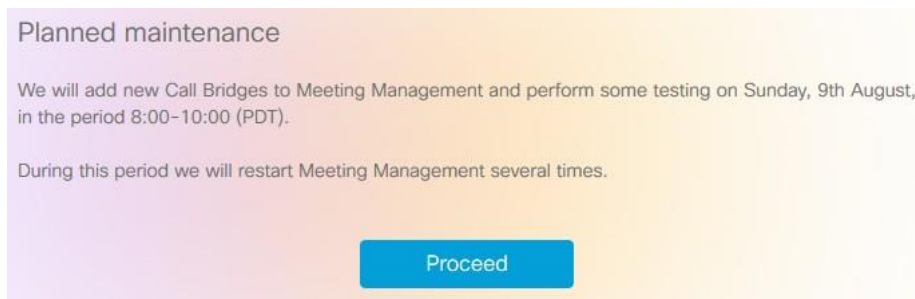 Planned maintenance
We will add new Call Bridges to Meeting Management and perform some testing on Sunday, 9th August,
in the period 8:00-10:00 (PDT).
During this period we will restart Meeting Management several times.
Proceed